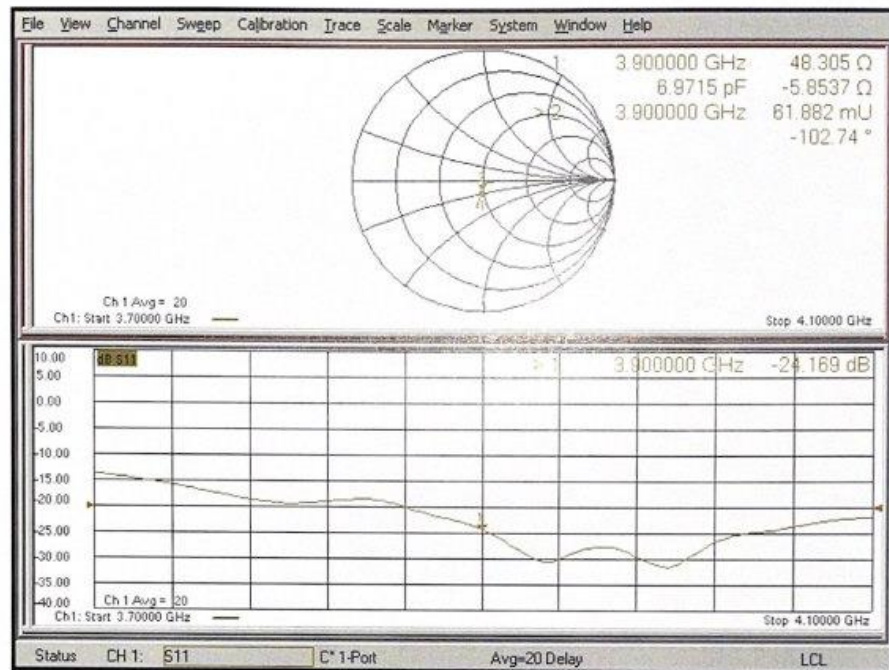 File View Channel Sweep Calibration Trace Scale Marker System Window Help
1: 3.900000 GHz 48.305 Ω
6.9715 pF -5.8537 Ω
> 2: 3.900000 GHz 61.882 mU
-102.74 °
Ch 1 Avg = 20
Ch1: Start 3.70000 GHz
Stop 4.10000 GHz
10.00
dB S11
> 1: 3.900000 GHz -24.169 dB
5.00
0.00
-5.00
-10.00
-15.00
-20.00
-25.00
-30.00
-35.00
-40.00
Ch 1 Avg = 20
Ch1: Start 3.70000 GHz
Stop 4.10000 GHz
Status CH 1: S11 C* 1-Port Avg=20 Delay LCL